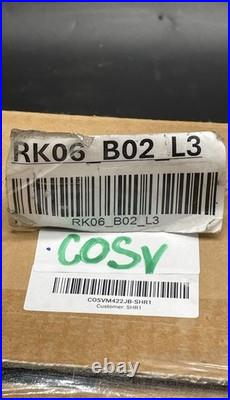 RK06_B02_L3
RK06_B02_L3
COSV
COSVM422JB-SHR1
Customer: SHR1